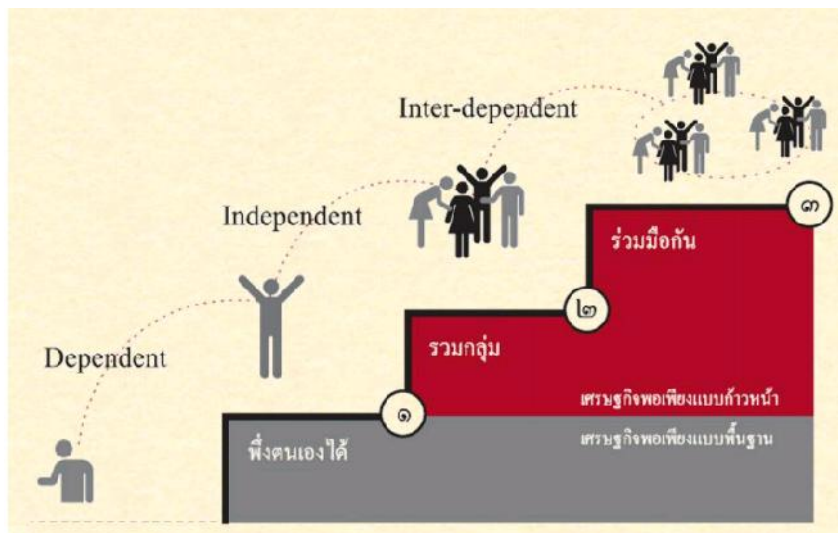 Inter-dependent
Independent
Dependent
๓
ร่วมมือกัน
๒
รวมกลุ่ม
เศรษฐกิจพอเพียงแบบก้าวหน้า
๑
เศรษฐกิจพอเพียงแบบพื้นฐาน
พึ่งตนเองได้